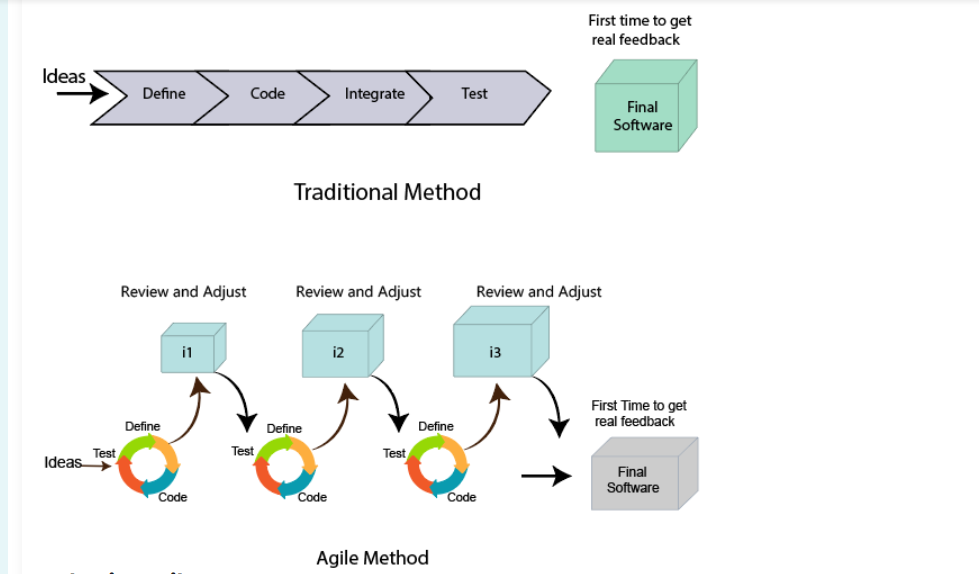 First time to get
real feedback
Ideas
Define
Code
Integrate
Test
Final
Software
Traditional Method
Review and Adjust
Review and Adjust
Review and Adjust
i1
i2
i3
First Time to get
real feedback
Define
Define
Define
Test
Test
Test
Ideas
Code
Code
Code
Final
Software
Agile Method